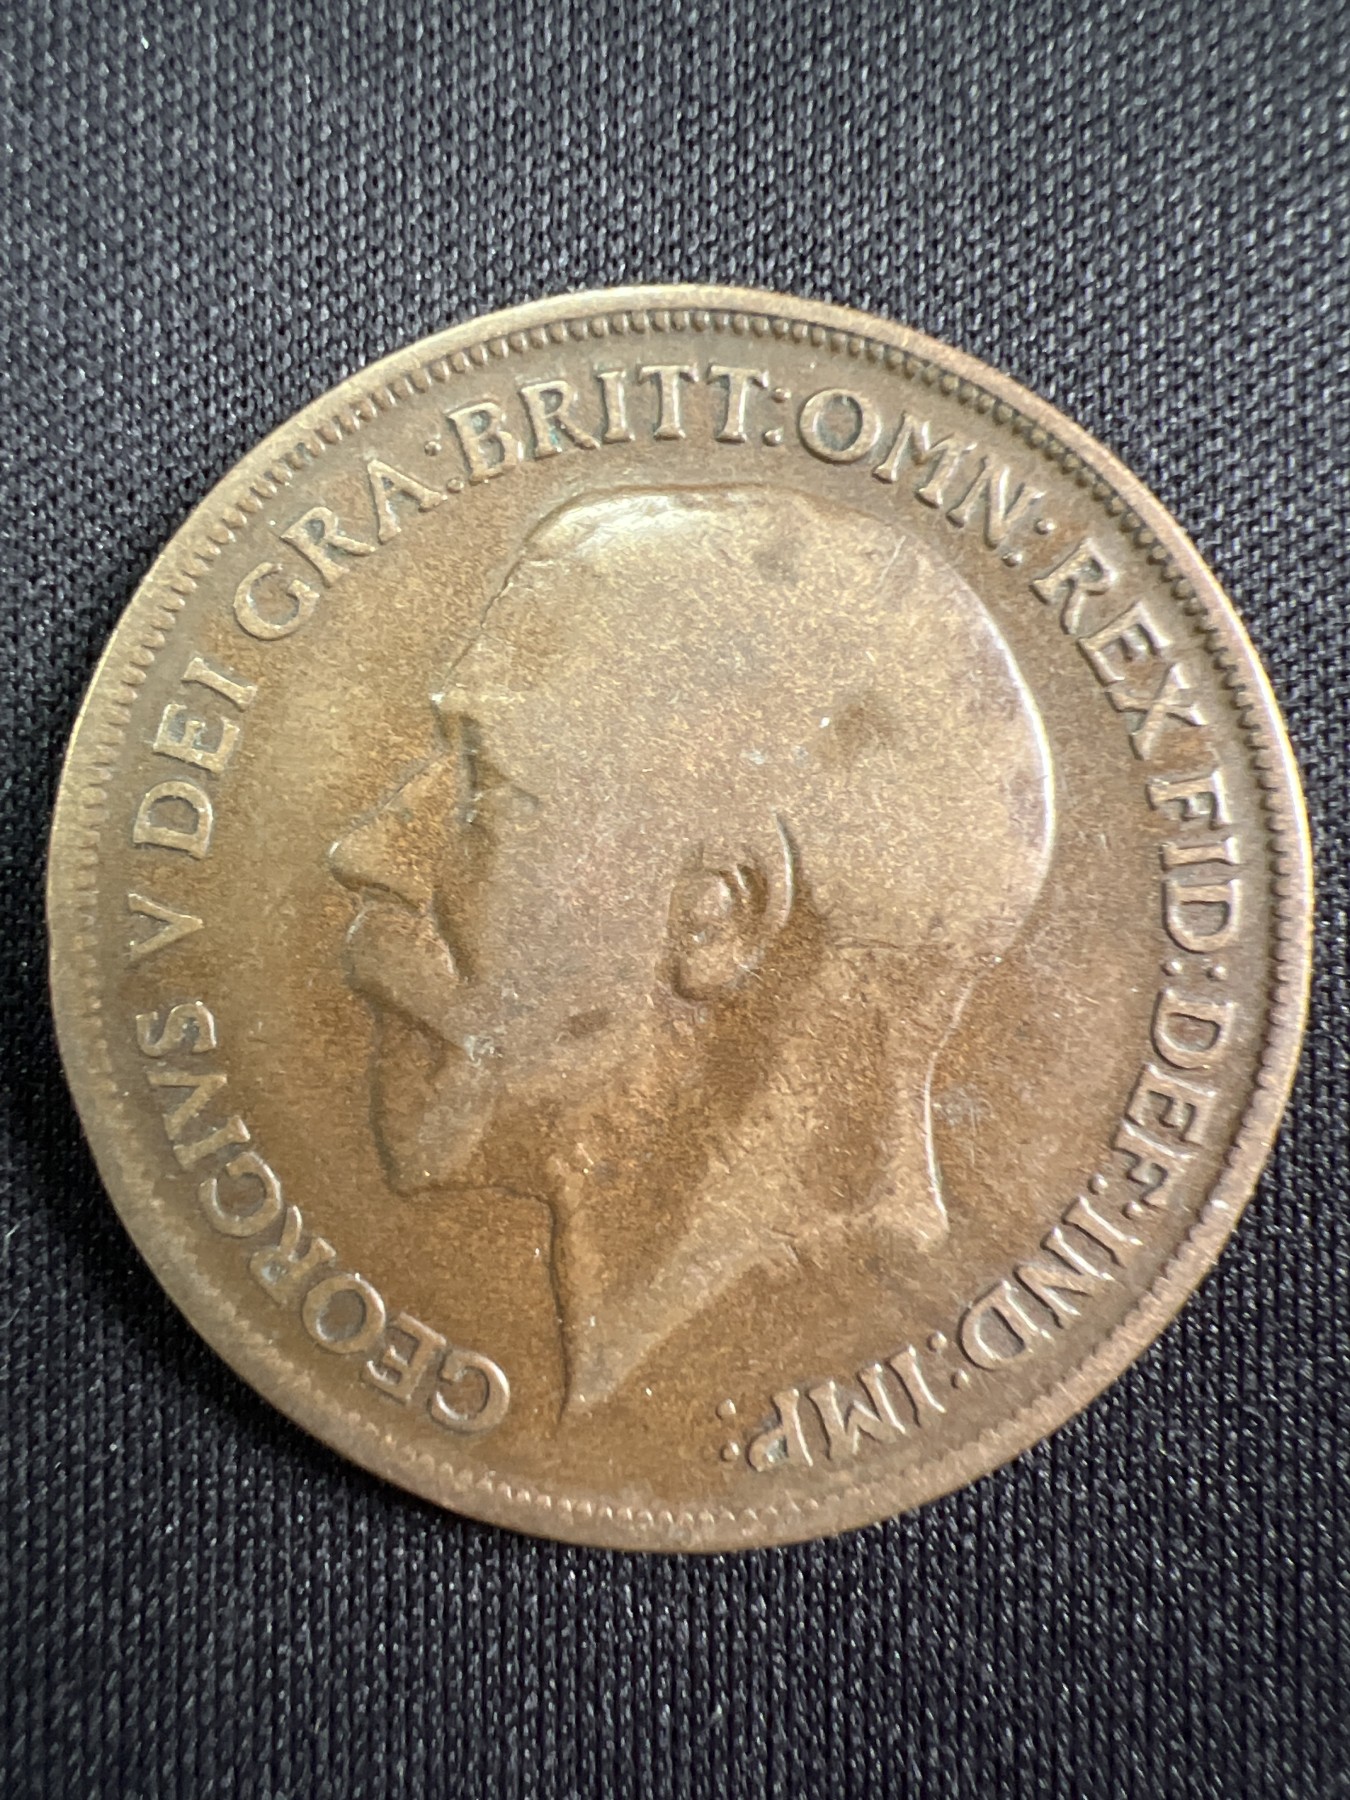 GEORGIVS V DEI GRA: BRITT: OMN: REX FID: DEF: IND: IMP: